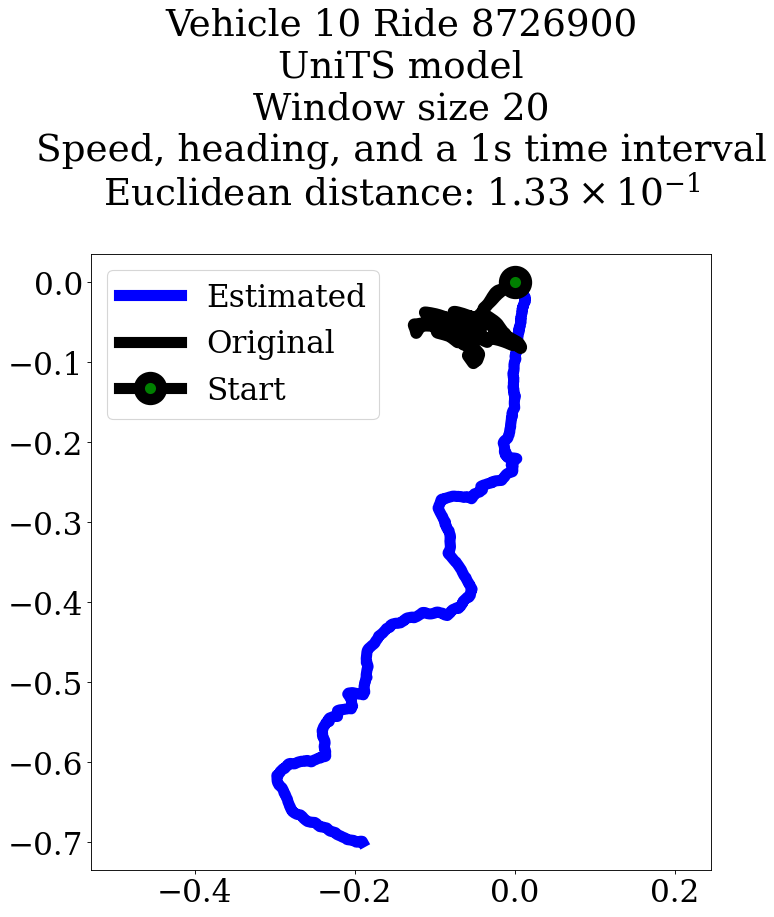 Vehicle 10 Ride 8726900
UniTS model
Window size 20
Speed, heading, and a 1s time interval
Euclidean distance: 1.33 × 10⁻¹
Estimated
Original
Start
0.0
−0.1
−0.2
−0.3
−0.4
−0.5
−0.6
−0.7
−0.4 −0.2 0.0 0.2